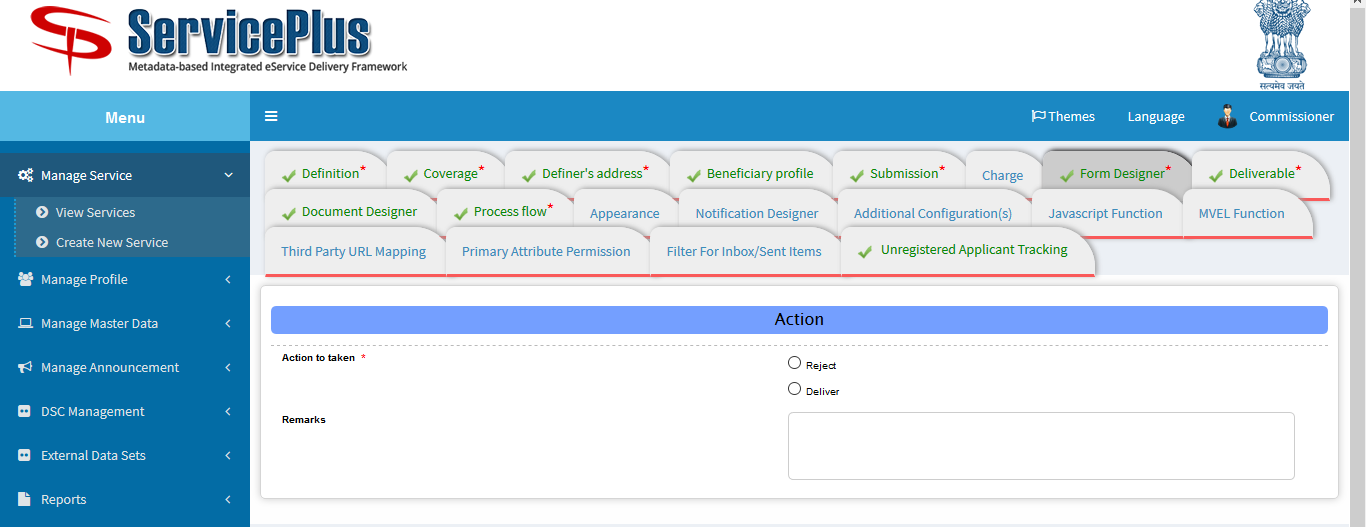 ServicePlus
Metadata-based Integrated eService Delivery Framework
सत्यमेव जयते
Menu
Themes Language Commissioner
Manage Service
View Services
Create New Service
Manage Profile
Manage Master Data
Manage Announcement
DSC Management
External Data Sets
Reports
Definition* Coverage* Definer's address* Beneficiary profile Submission* Charge Form Designer* Deliverable*
Document Designer Process flow* Appearance Notification Designer Additional Configuration(s) Javascript Function MVEL Function
Third Party URL Mapping Primary Attribute Permission Filter For Inbox/Sent Items Unregistered Applicant Tracking
Action
Action to taken *
Reject
Deliver
Remarks